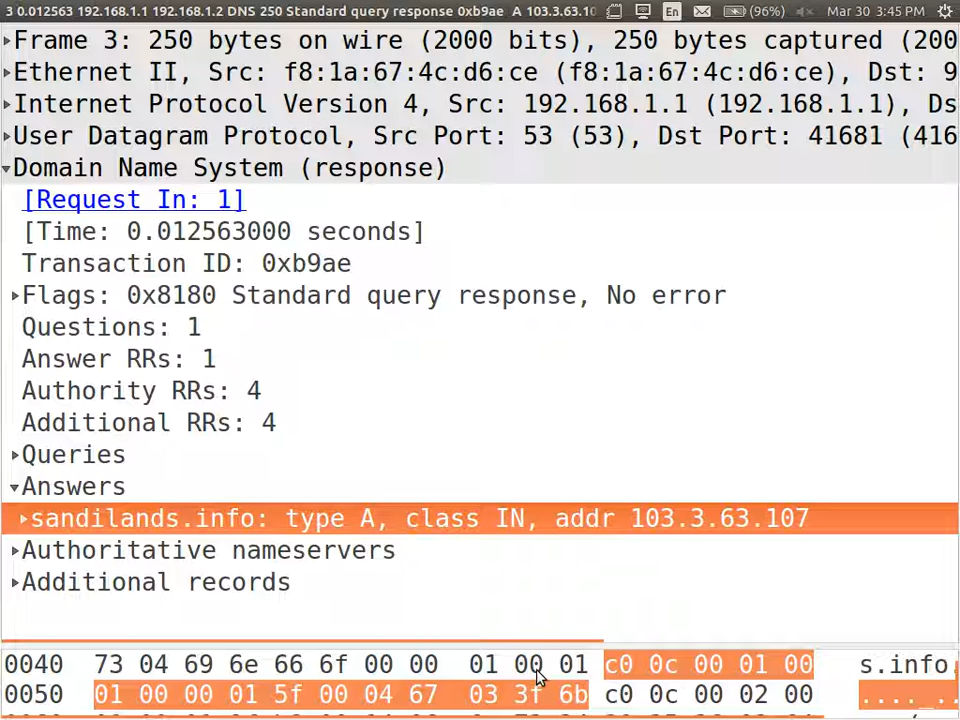 3 0.012563 192.168.1.1 192.168.1.2 DNS 250 Standard query response 0xb9ae A 103.3.63.10 En (96%) Mar 30 3:45 PM
Frame 3: 250 bytes on wire (2000 bits), 250 bytes captured (200
Ethernet II, Src: f8:1a:67:4c:d6:ce (f8:1a:67:4c:d6:ce), Dst: 9
Internet Protocol Version 4, Src: 192.168.1.1 (192.168.1.1), Ds
User Datagram Protocol, Src Port: 53 (53), Dst Port: 41681 (416
Domain Name System (response)
[Request In: 1]
[Time: 0.012563000 seconds]
Transaction ID: 0xb9ae
Flags: 0x8180 Standard query response, No error
Questions: 1
Answer RRs: 1
Authority RRs: 4
Additional RRs: 4
Queries
Answers
sandilands.info: type A, class IN, addr 103.3.63.107
Authoritative nameservers
Additional records
0040 73 04 69 6e 66 6f 00 00 01 00 01 c0 0c 00 01 00 s.info.
0050 01 00 00 01 5f 00 04 67 03 3f 6b c0 0c 00 02 00 ...._..